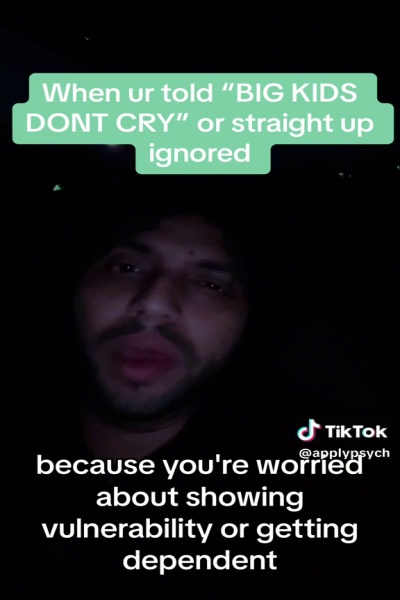 When ur told “BIG KIDS
DONT CRY” or straight up
ignored
TikTok
@applypsych
because you're worried
about showing
vulnerability or getting
dependent